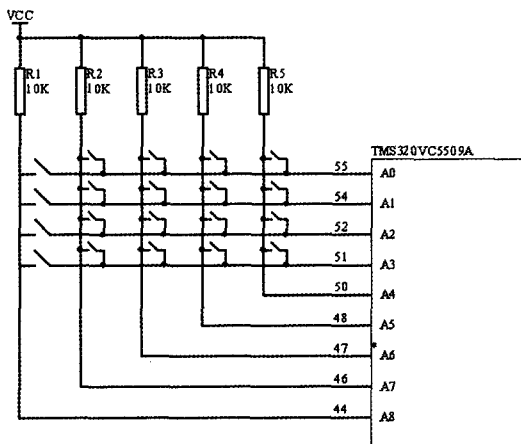 VCC
R1 R2 R3 R4 R5
10K 10K 10K 10K 10K
TMS320VC5509A
55 A0
54 A1
52 A2
51 A3
50 A4
48 A5
47 A6
46 A7
44 A8